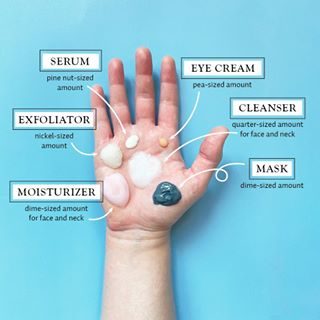 SERUM
pine nut-sized
amount
EYE CREAM
pea-sized amount
EXFOLIATOR
nickel-sized
amount
CLEANSER
quarter-sized amount
for face and neck
MASK
dime-sized amount
MOISTURIZER
dime-sized amount
for face and neck